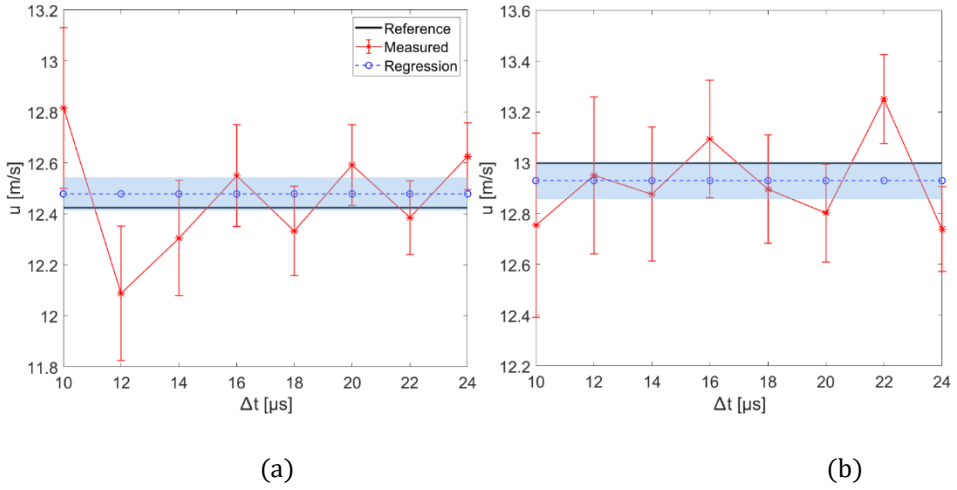 13.2
13
12.8
12.6
12.4
12.2
12
11.8
u [m/s]
10 12 14 16 18 20 22 24
Δt [µs]
Reference
Measured
Regression
(a)
13.6
13.4
13.2
13
12.8
12.6
12.4
12.2
u [m/s]
10 12 14 16 18 20 22 24
Δt [µs]
(b)